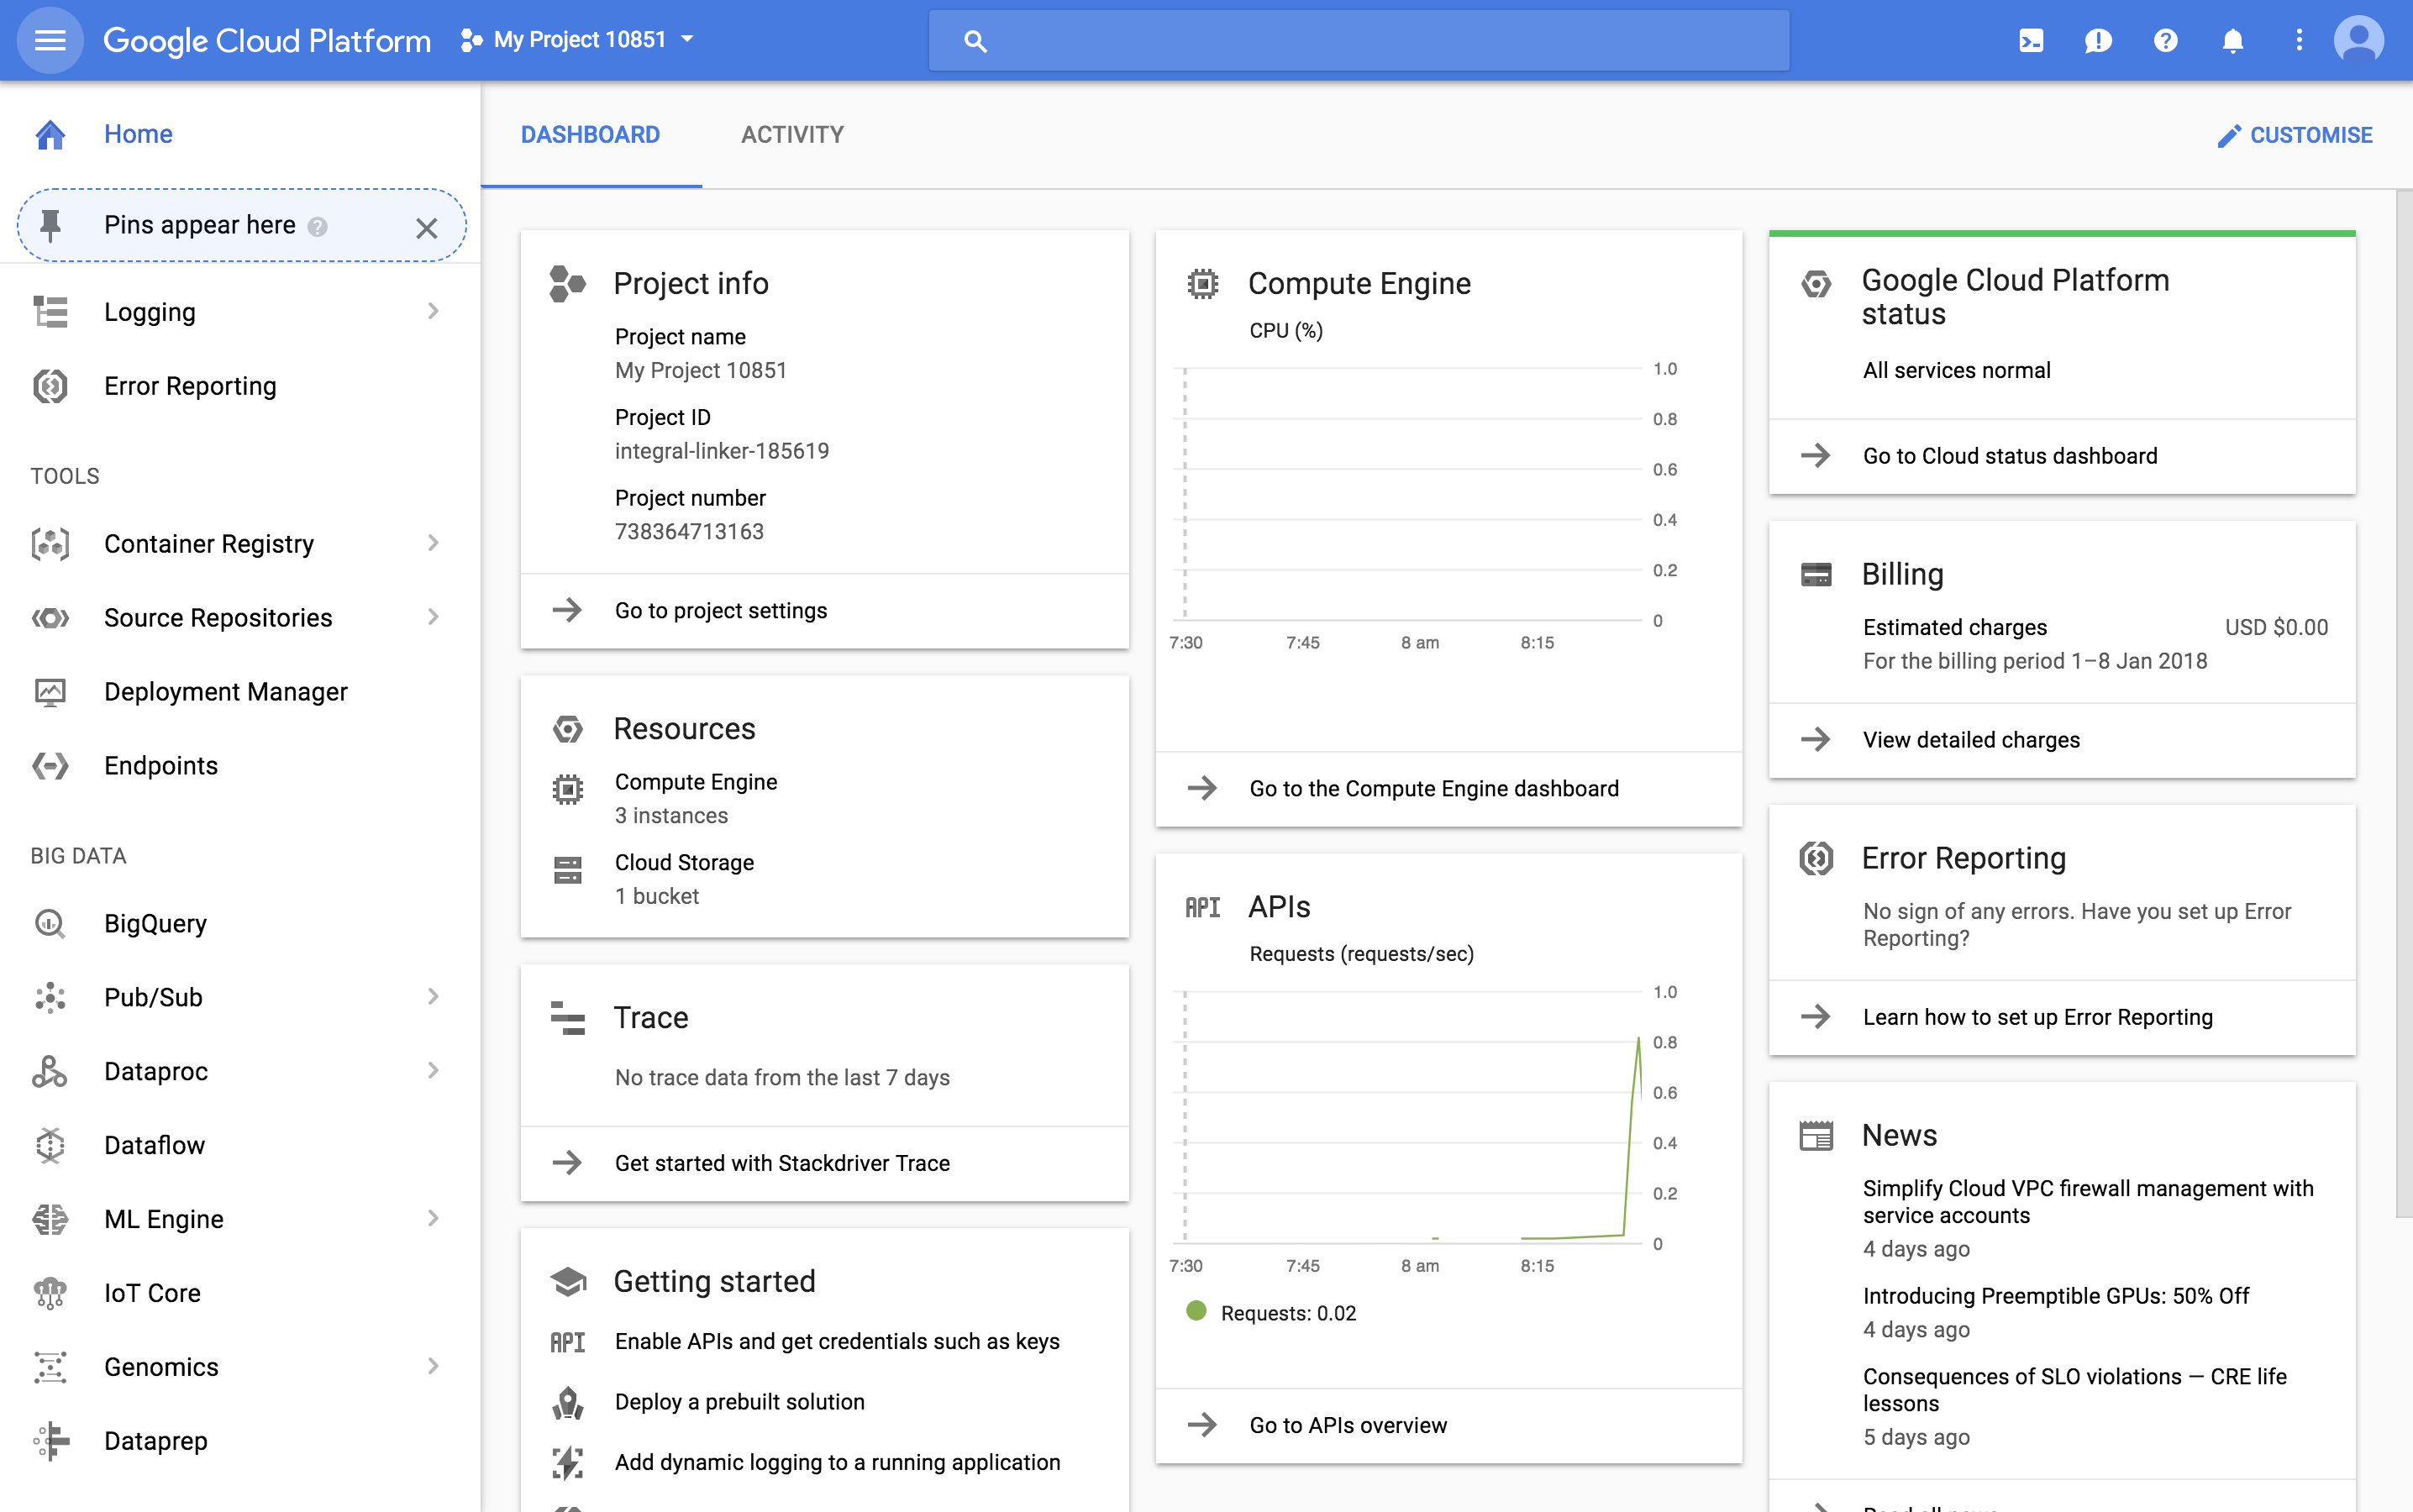 Google Cloud Platform
My Project 10851
Home
Pins appear here
Logging
Error Reporting
TOOLS
Container Registry
Source Repositories
Deployment Manager
Endpoints
BIG DATA
BigQuery
Pub/Sub
Dataproc
Dataflow
ML Engine
IoT Core
Genomics
Dataprep
DASHBOARD
ACTIVITY
CUSTOMISE
Project info
Project name
My Project 10851
Project ID
integral-linker-185619
Project number
738364713163
Go to project settings
Resources
Compute Engine
3 instances
Cloud Storage
1 bucket
Trace
No trace data from the last 7 days
Get started with Stackdriver Trace
Getting started
API Enable APIs and get credentials such as keys
Deploy a prebuilt solution
Add dynamic logging to a running application
Compute Engine
CPU (%)
1.0
0.8
0.6
0.4
0.2
0
7:30 7:45 8 am 8:15
Go to the Compute Engine dashboard
API APIs
Requests (requests/sec)
1.0
0.8
0.6
0.4
0.2
0
7:30 7:45 8 am 8:15
Requests: 0.02
Go to APIs overview
Google Cloud Platform
status
All services normal
Go to Cloud status dashboard
Billing
Estimated charges USD $0.00
For the billing period 1–8 Jan 2018
View detailed charges
Error Reporting
No sign of any errors. Have you set up Error
Reporting?
Learn how to set up Error Reporting
News
Simplify Cloud VPC firewall management with
service accounts
4 days ago
Introducing Preemptible GPUs: 50% Off
4 days ago
Consequences of SLO violations — CRE life
lessons
5 days ago